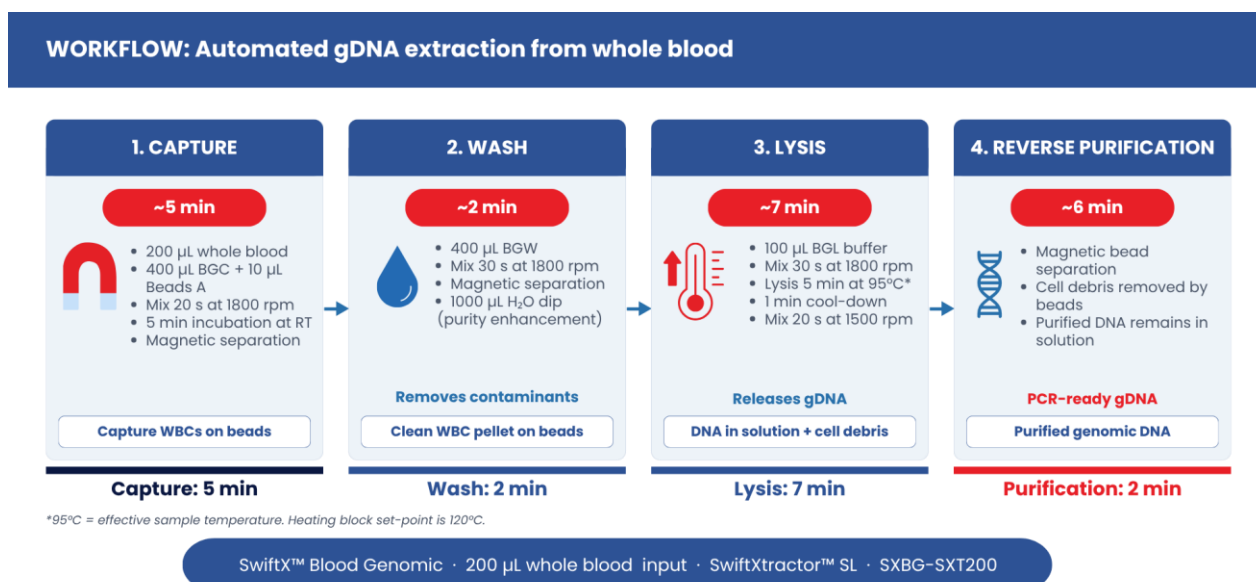 WORKFLOW: Automated gDNA extraction from whole blood
1. CAPTURE
~5 min
• 200 µL whole blood
• 400 µL BGC + 10 µL
Beads A
• Mix 20 s at 1800 rpm
• 5 min incubation at RT
• Magnetic separation
Capture WBCs on beads
Capture: 5 min
2. WASH
~2 min
• 400 µL BGW
• Mix 30 s at 1800 rpm
• Magnetic separation
• 1000 µL H₂O dip
(purity enhancement)
Removes contaminants
Clean WBC pellet on beads
Wash: 2 min
3. LYSIS
~7 min
• 100 µL BGL buffer
• Mix 30 s at 1800 rpm
• Lysis 5 min at 95°C*
• 1 min cool-down
• Mix 20 s at 1500 rpm
Releases gDNA
DNA in solution + cell debris
Lysis: 7 min
4. REVERSE PURIFICATION
~6 min
• Magnetic bead
separation
• Cell debris removed by
beads
• Purified DNA remains in
solution
PCR-ready gDNA
Purified genomic DNA
Purification: 2 min
*95°C = effective sample temperature. Heating block set-point is 120°C.
SwiftX™ Blood Genomic · 200 µL whole blood input · SwiftXtractor™ SL · SXBG-SXT200